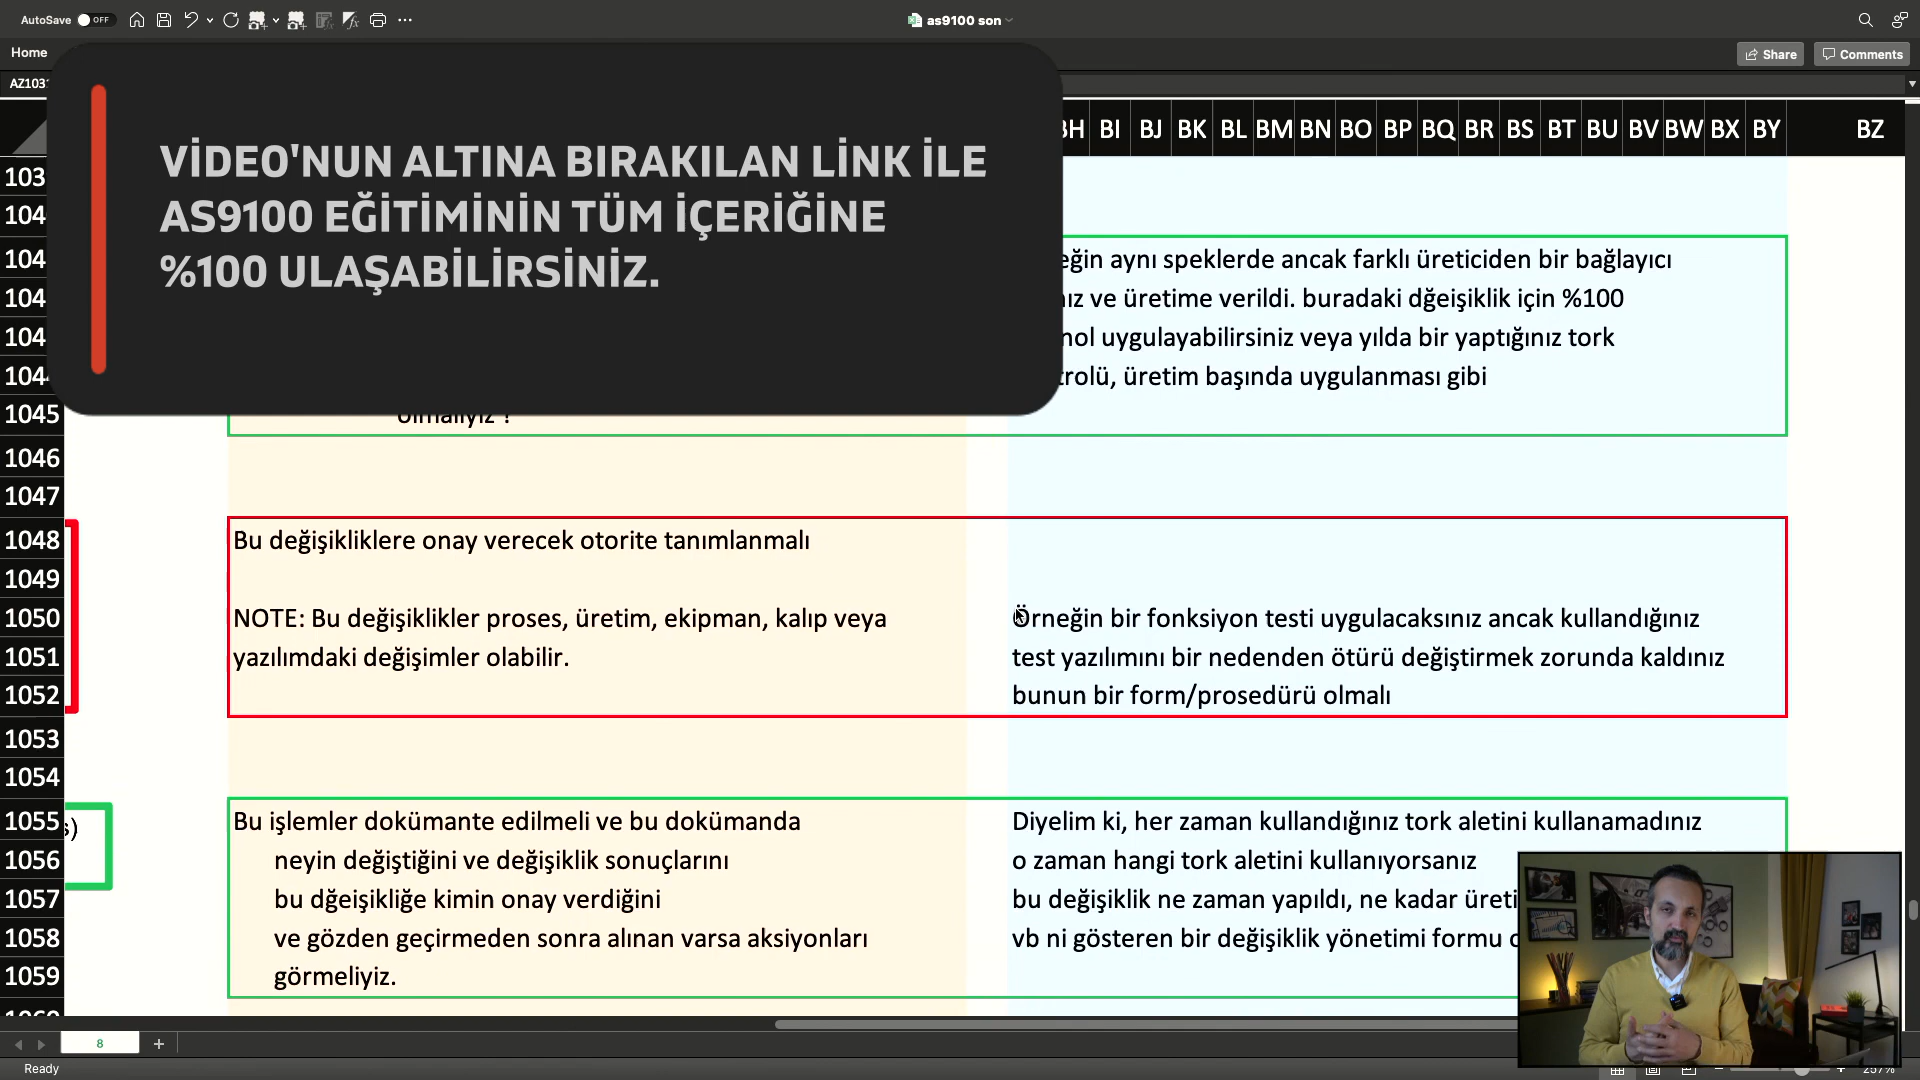 AutoSave OFF
as9100 son
Home
Share
Comments
VİDEO'NUN ALTINA BIRAKILAN LİNK İLE
AS9100 EĞİTİMİNİN TÜM İÇERİĞİNE
%100 ULAŞABİLİRSİNİZ.
BI BJ BK BL BM BN BO BP BQ BR BS BT BU BV BW BX BY BZ
aynı speklerde ancak farklı üreticiden bir bağlayıcı
ve üretime verildi. buradaki dğeişiklik için %100
uygulayabilirsiniz veya yılda bir yaptığınız tork
üretim başında uygulanması gibi
1045
1046
1047
1048 Bu değişikliklere onay verecek otorite tanımlanmalı
1049
1050 NOTE: Bu değişiklikler proses, üretim, ekipman, kalıp veya Örneğin bir fonksiyon testi uygulacaksınız ancak kullandığınız
1051 yazılımdaki değişimler olabilir. test yazılımını bir nedenden ötürü değiştirmek zorunda kaldınız
1052 bunun bir form/prosedürü olmalı
1053
1054
1055 Bu işlemler dokümante edilmeli ve bu dokümanda Diyelim ki, her zaman kullandığınız tork aletini kullanamadınız
1056 neyin değiştiğini ve değişiklik sonuçlarını o zaman hangi tork aletini kullanıyorsanız
1057 bu dğeişikliğe kimin onay verdiğini bu değişiklik ne zaman yapıldı, ne kadar
1058 ve gözden geçirmeden sonra alınan varsa aksiyonları vb ni gösteren bir değişiklik yönetimi formu
1059 görmeliyiz.
8
Ready
257%